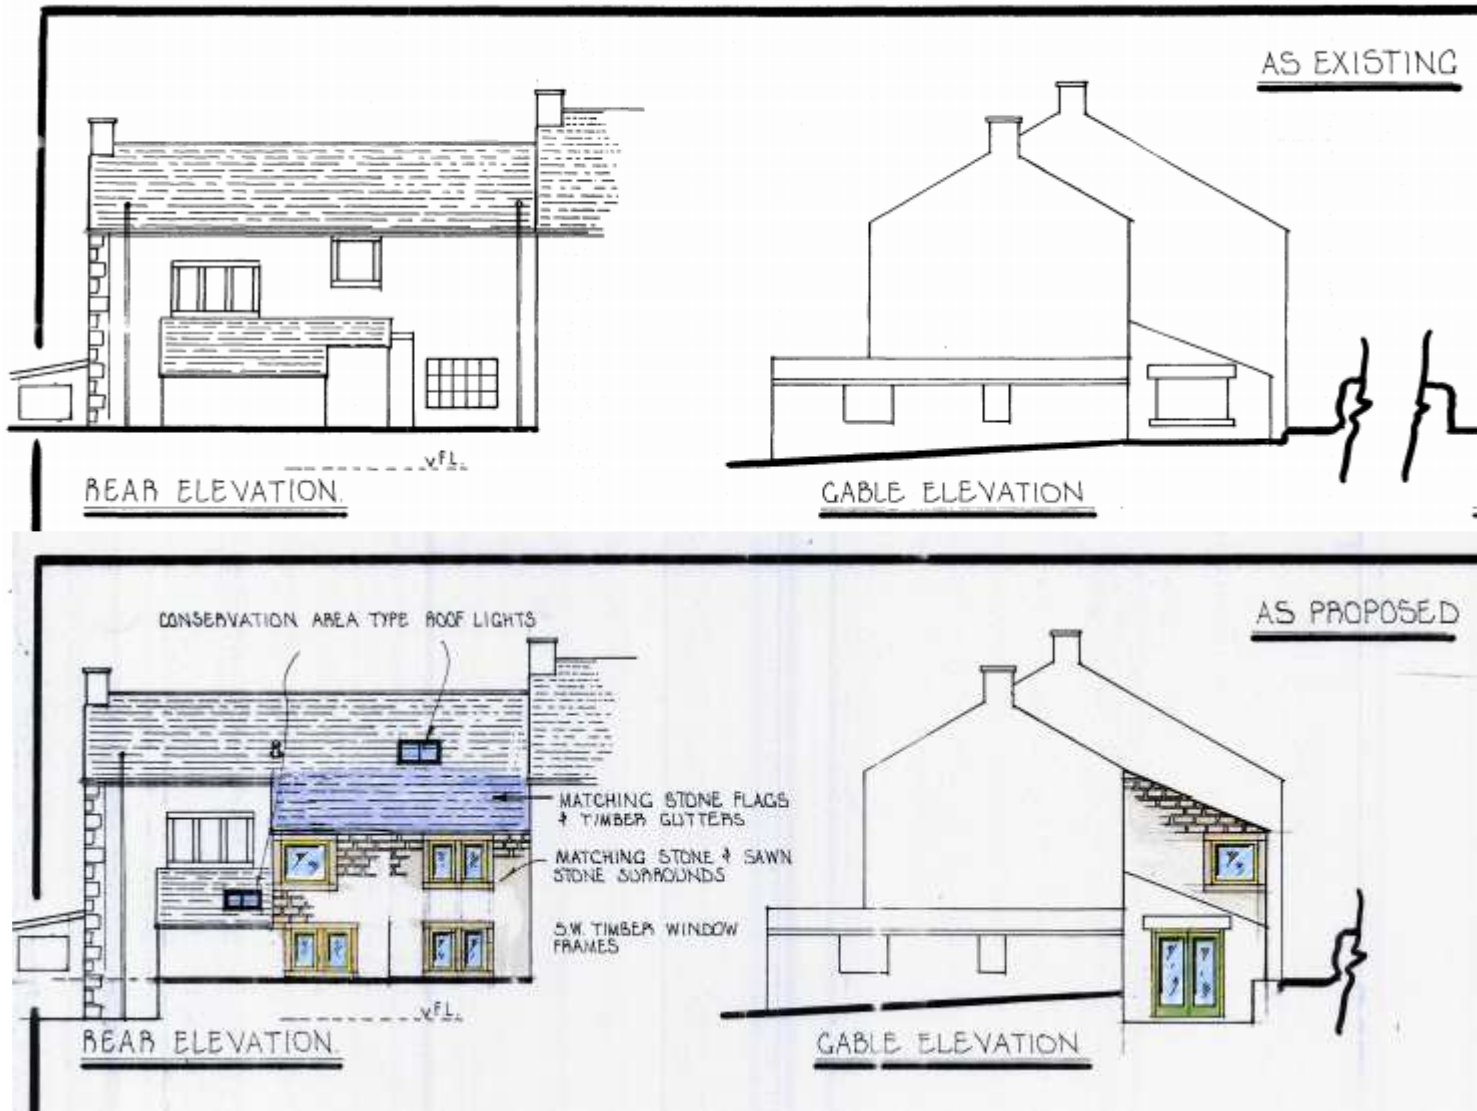 AS EXISTING
v F.L.
REAR ELEVATION.
GABLE ELEVATION
AS PROPOSED
CONSERVATION AREA TYPE ROOF LIGHTS
MATCHING STONE FLAGS
& TIMBER GUTTERS
MATCHING STONE & SAWN
STONE SURROUNDS
S.W. TIMBER WINDOW
FRAMES
v F.L.
REAR ELEVATION.
GABLE ELEVATION